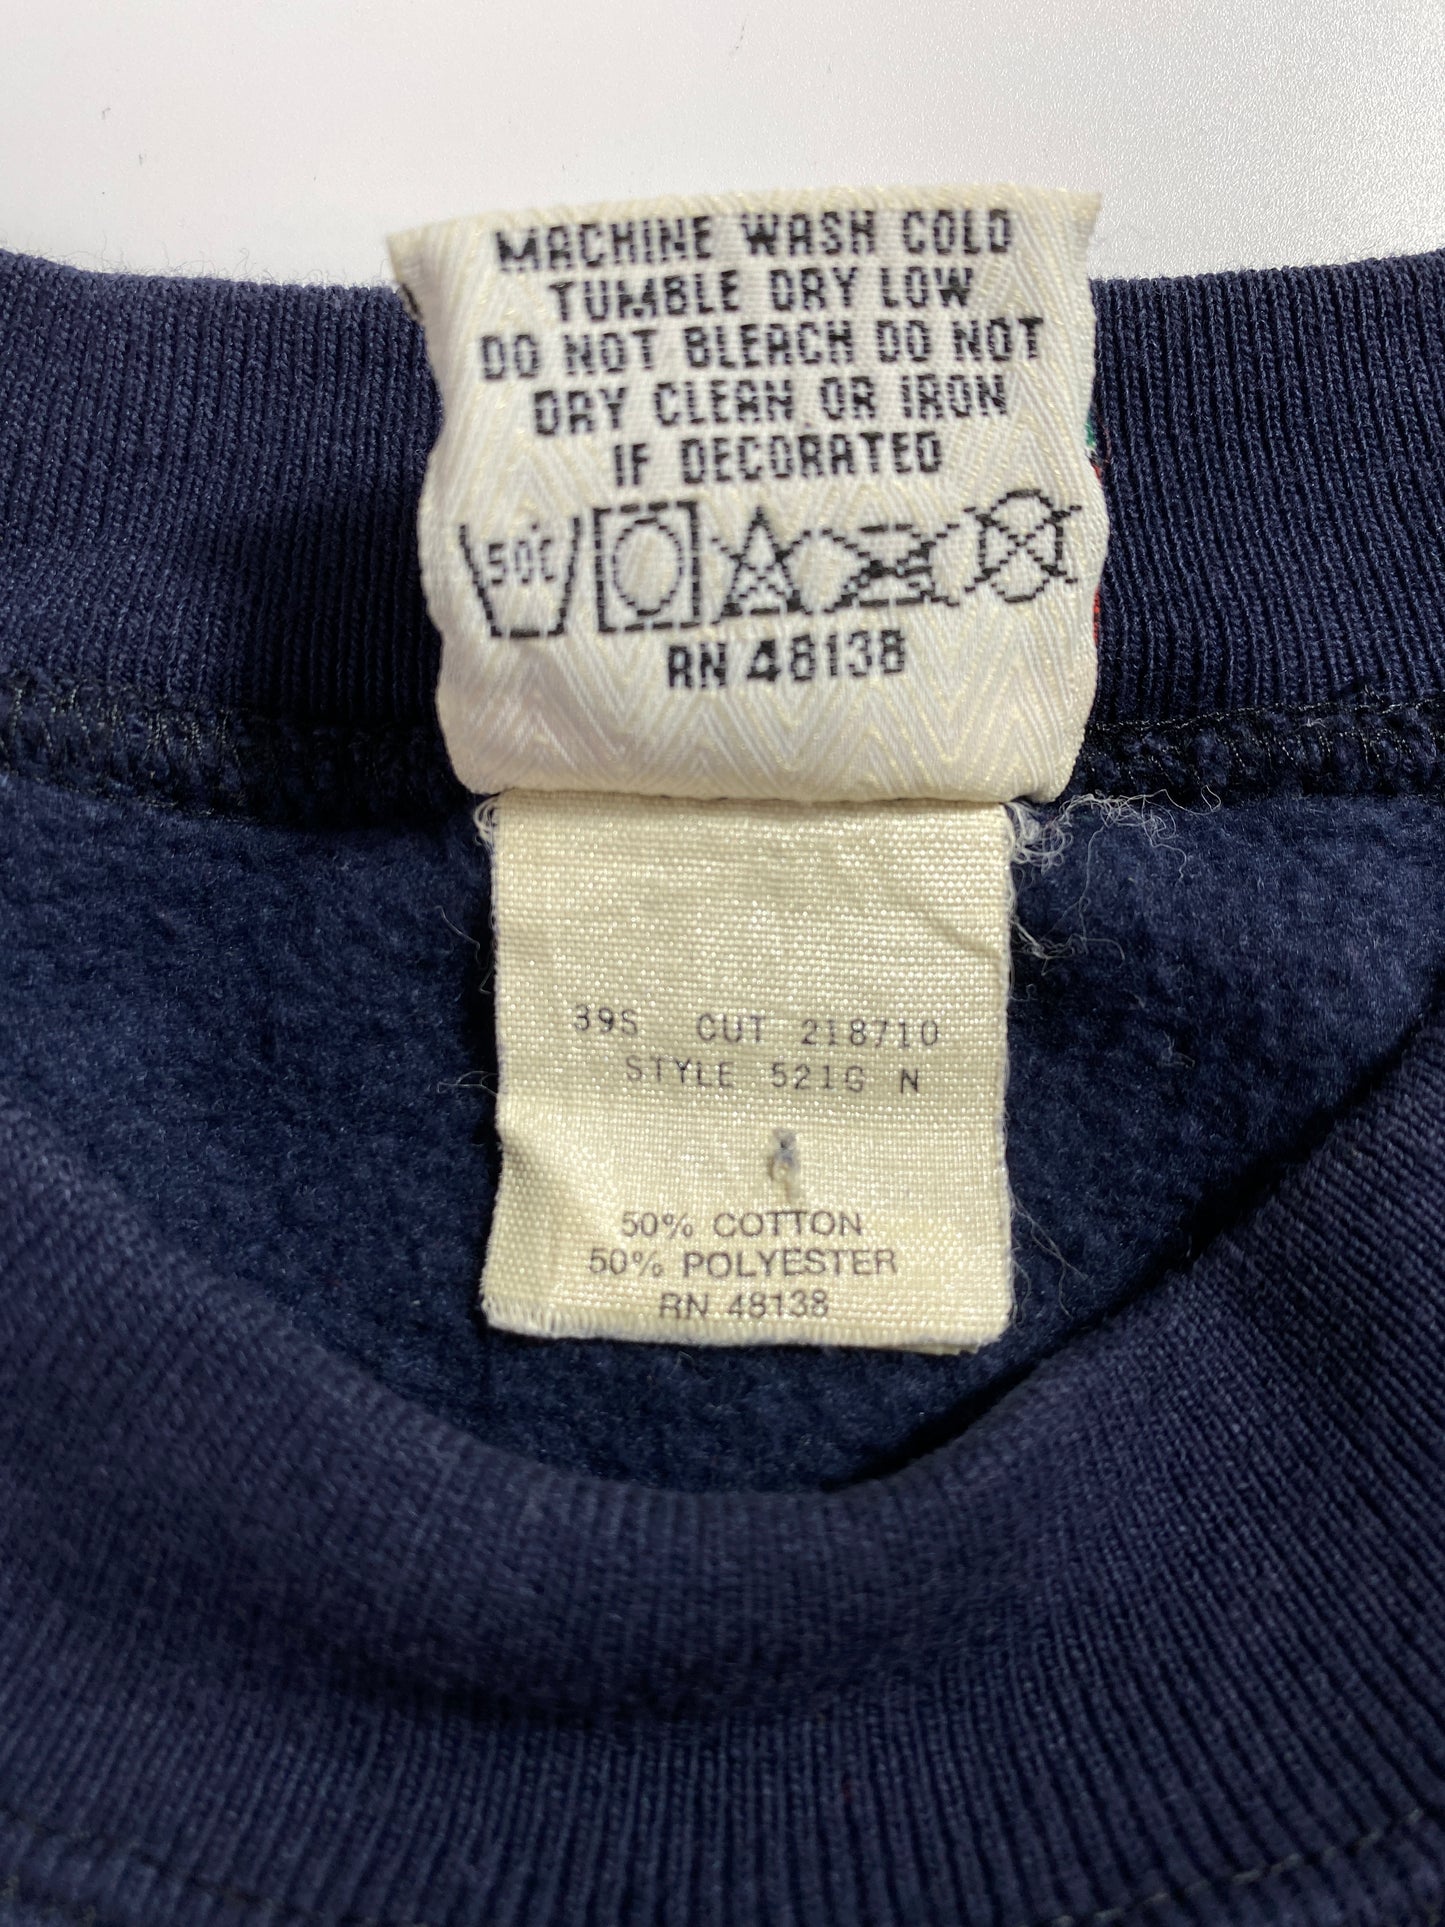 MACHINE WASH COLD
TUMBLE DRY LOW
DO NOT BLEACH DO NOT
DRY CLEAN OR IRON
IF DECORATED
50°C
RN 48138
39S CUT 218710
STYLE 521G N
50% COTTON
50% POLYESTER
RN 48138